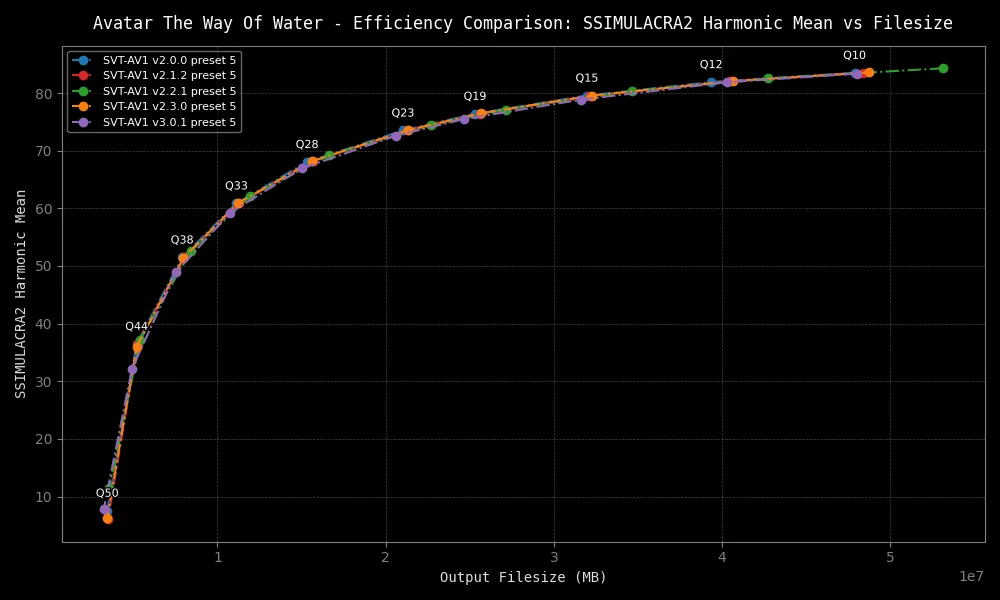 Avatar The Way Of Water - Efficiency Comparison: SSIMULACRA2 Harmonic Mean vs Filesize
SVT-AV1 v2.0.0 preset 5
SVT-AV1 v2.1.2 preset 5
SVT-AV1 v2.2.1 preset 5
SVT-AV1 v2.3.0 preset 5
SVT-AV1 v3.0.1 preset 5
Q10
Q12
Q15
Q19
Q23
Q28
Q33
Q38
Q44
Q50
SSIMULACRA2 Harmonic Mean
80
70
60
50
40
30
20
10
1 2 3 4 5
1e7
Output Filesize (MB)